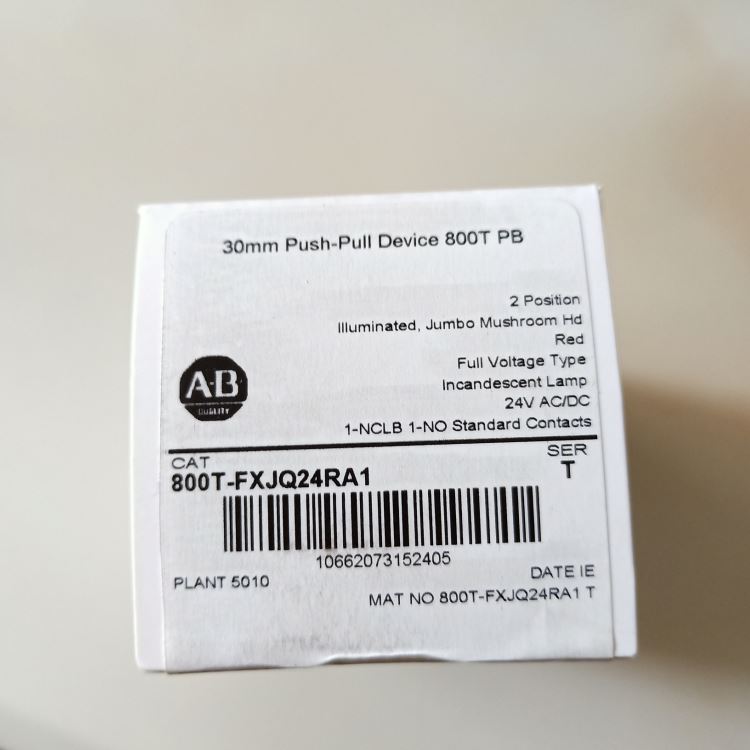 30mm Push-Pull Device 800T PB
2 Position
Illuminated, Jumbo Mushroom Hd
Red
Full Voltage Type
Incandescent Lamp
24V AC/DC
1-NCLB 1-NO Standard Contacts
A-B
QUALITY
CAT
SER
800T-FXJQ24RA1
T
10662073152405
PLANT 5010
DATE IE
MAT NO 800T-FXJQ24RA1 T